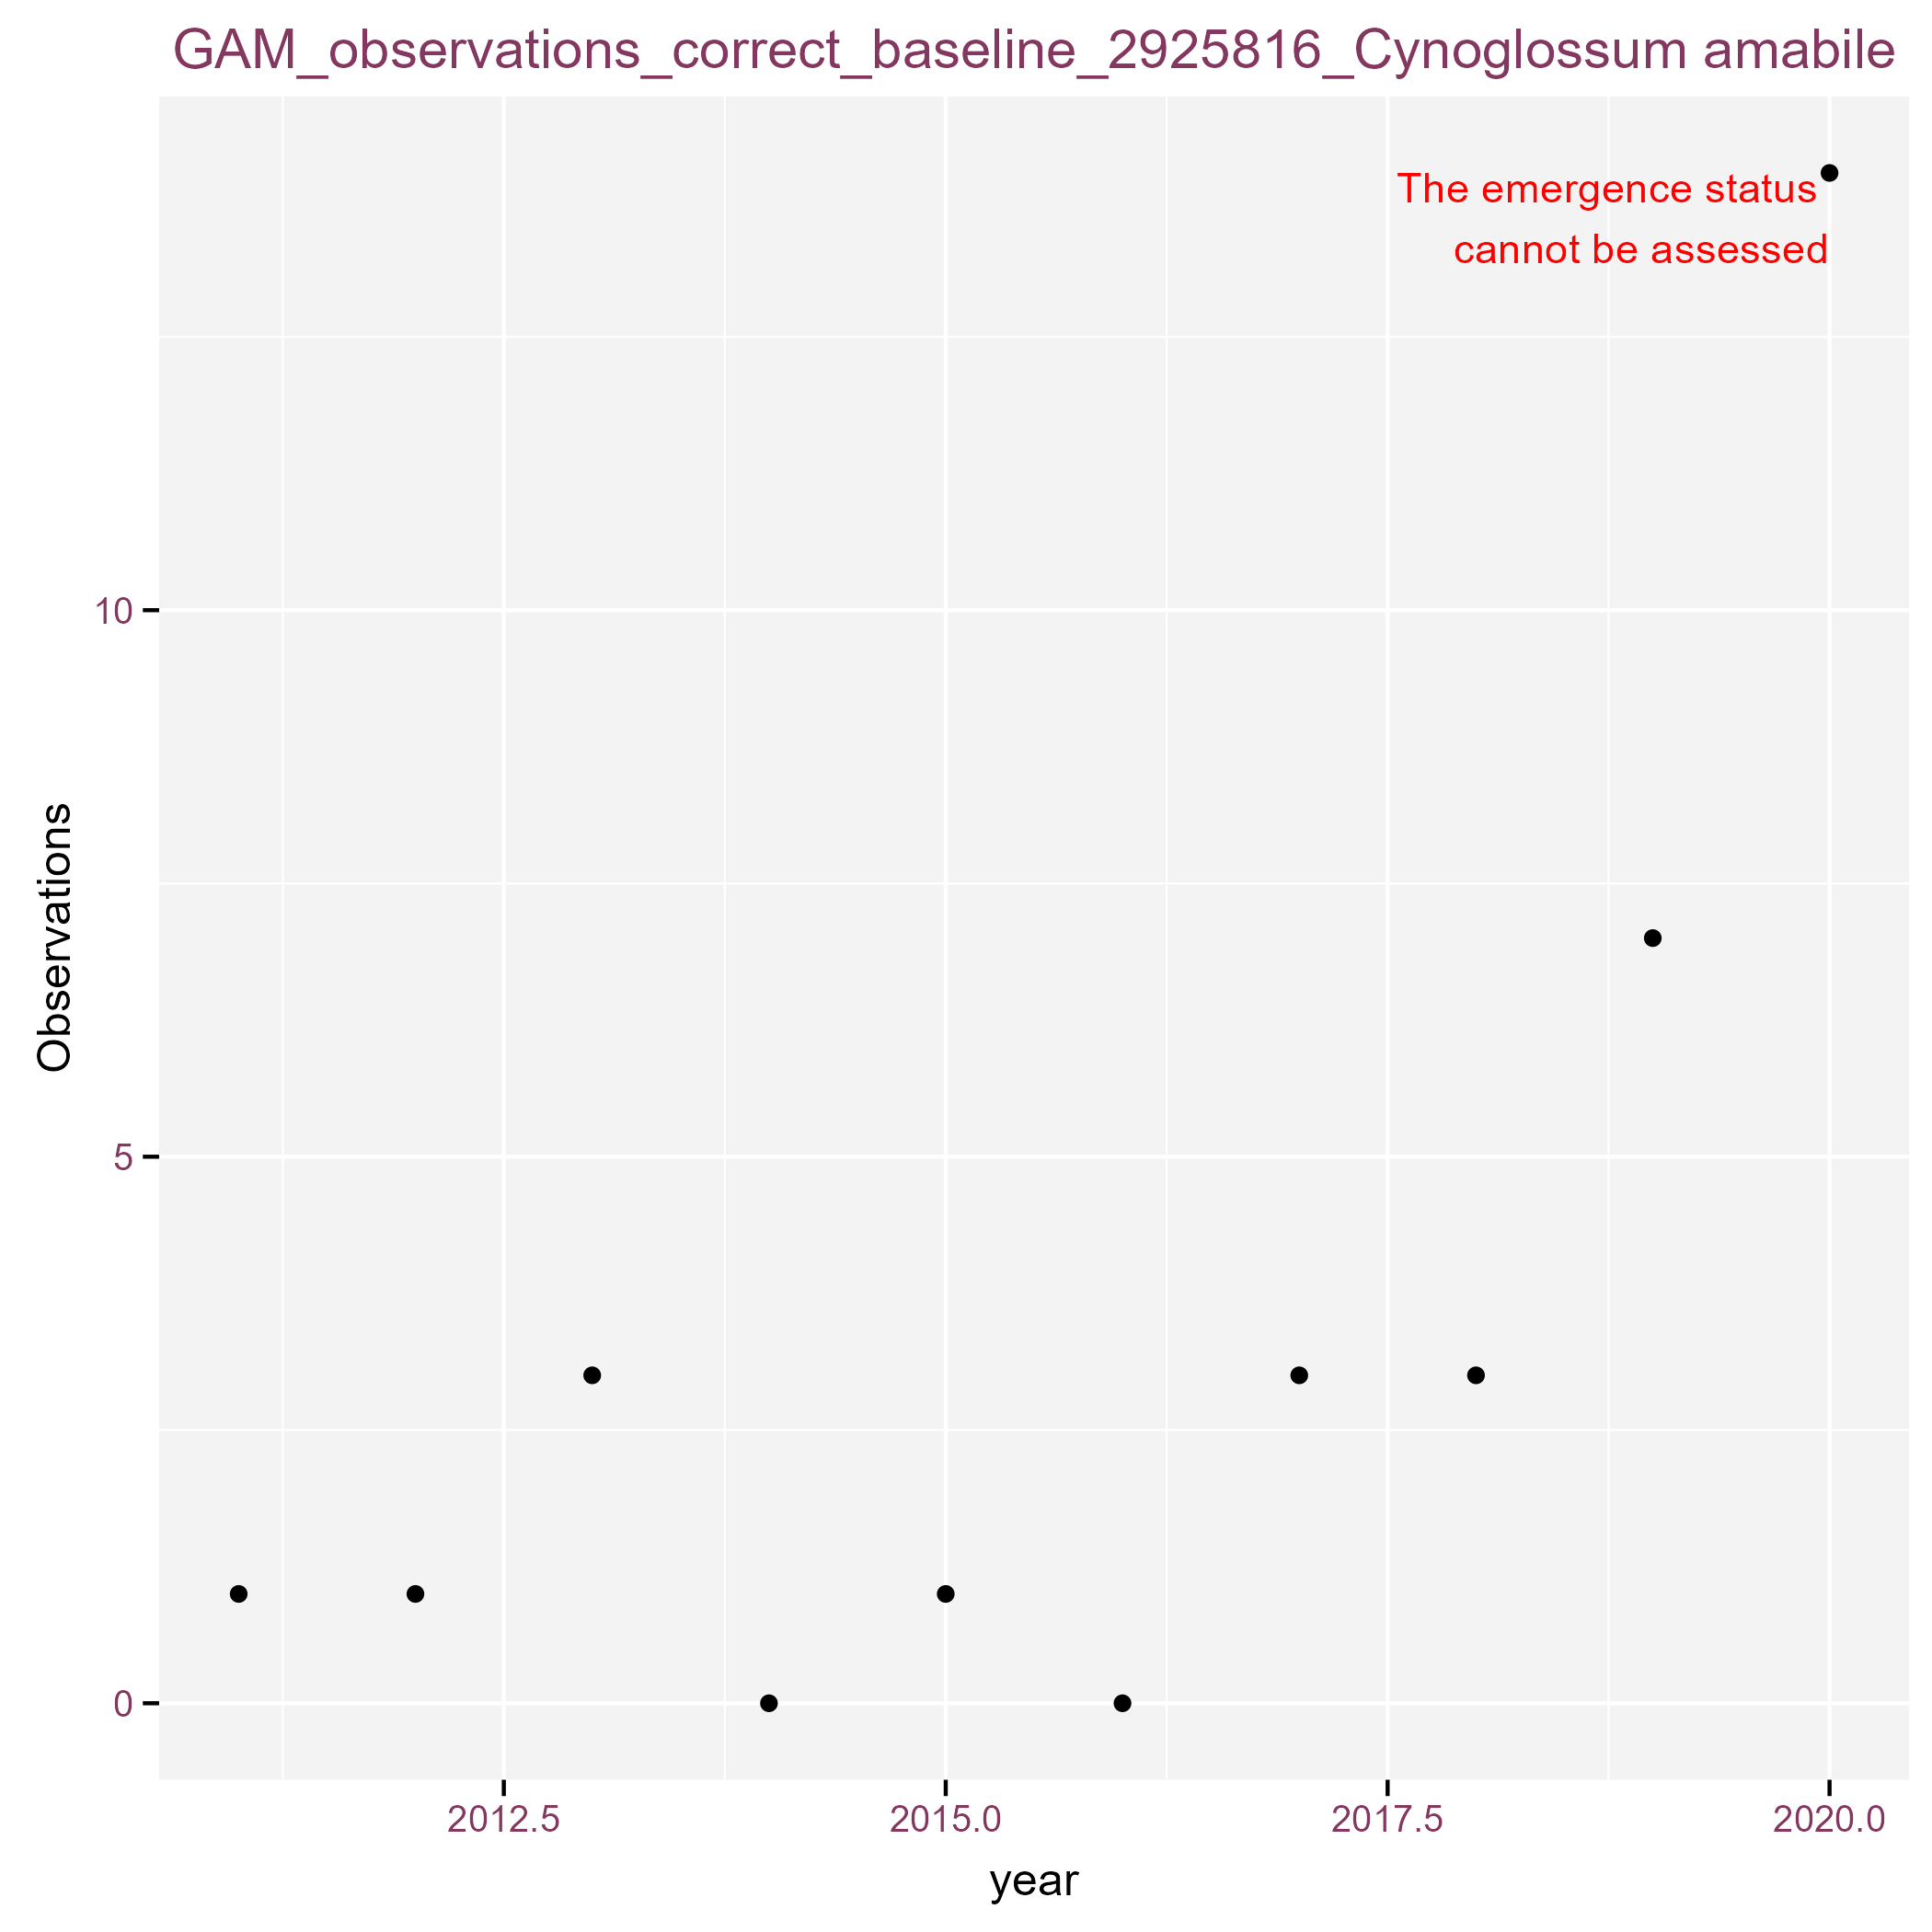 GAM_observations_correct_baseline_2925816_Cynoglossum amabile
The emergence status
cannot be assessed
10
5
0
Observations
2012.5
2015.0
2017.5
2020.0
year